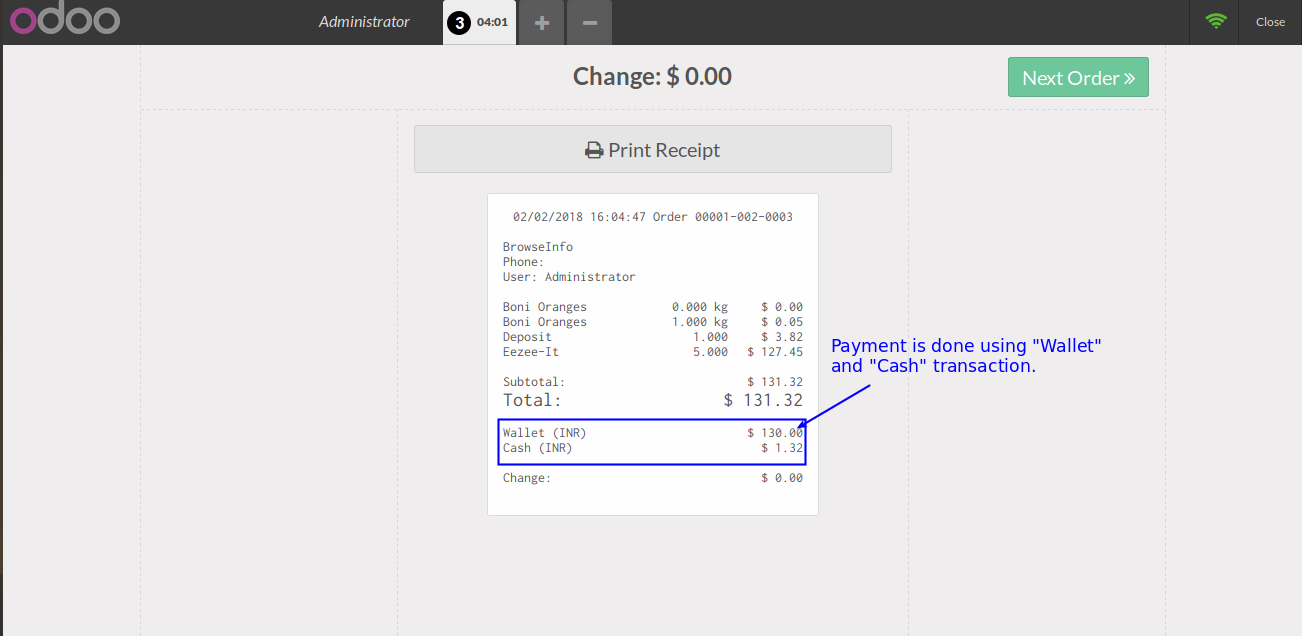 odoo Administrator 3 04:01 + − Close
Change: $ 0.00
Next Order »
Print Receipt
02/02/2018 16:04:47 Order 00001-002-0003
BrowseInfo
Phone:
User: Administrator
Boni Oranges 0.000 kg $ 0.00
Boni Oranges 1.000 kg $ 0.05
Deposit 1.000 $ 3.82
Eezee-It 5.000 $ 127.45
Subtotal: $ 131.32
Total: $ 131.32
Wallet (INR) $ 130.00
Cash (INR) $ 1.32
Change: $ 0.00
Payment is done using "Wallet"
and "Cash" transaction.